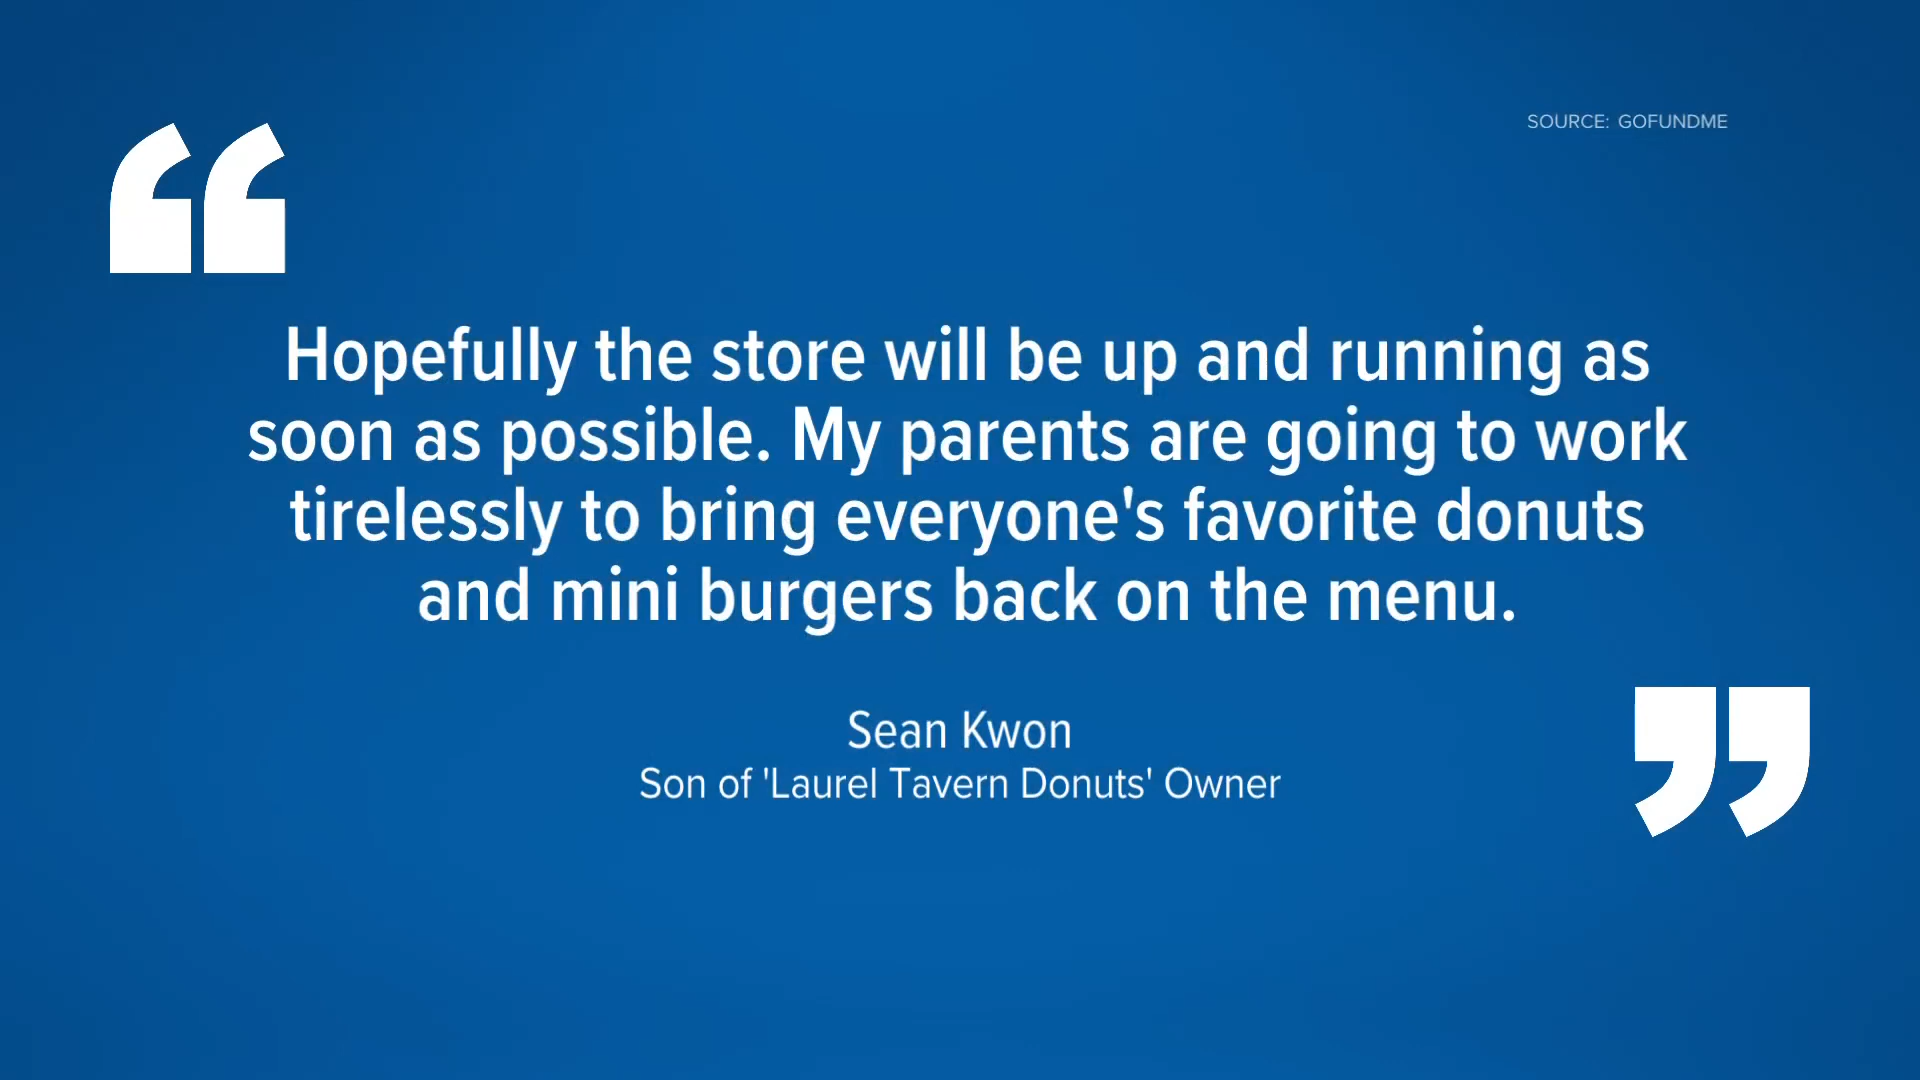 SOURCE: GOFUNDME
“
Hopefully the store will be up and running as
soon as possible. My parents are going to work
tirelessly to bring everyone's favorite donuts
and mini burgers back on the menu.
”
Sean Kwon
Son of 'Laurel Tavern Donuts' Owner